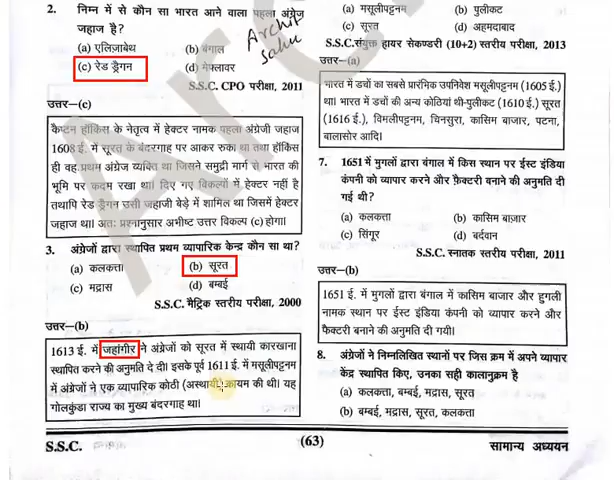 2. निम्न में से कौन सा भारत आने वाला पहला अंग्रेज
जहाज है?
(a) एलिज़ाबेथ (b) बंगाल
(c) रेड ड्रैगन (d) मेफ्लावर
S.S.C. CPO परीक्षा, 2011
उत्तर—(c)
कैप्टन हॉकिंस के नेतृत्व में हेक्टर नामक पहला अंग्रेजी जहाज
1608 ई. में सूरत के बंदरगाह पर आकर रुका था तथा हॉकिंस
ही वह प्रथम अंग्रेज व्यक्ति था जिसने समुद्री मार्ग से भारत की
भूमि पर कदम रखा था। दिए गए विकल्पों में हेक्टर नहीं है
तथापि रेड ड्रैगन उसी जहाजी बेड़े में शामिल था जिसमें हेक्टर
जहाज था। अतः प्रश्नानुसार अभीष्ट उत्तर विकल्प (c) होगा।
3. अंग्रेजों द्वारा स्थापित प्रथम व्यापारिक केन्द्र कौन सा था?
(a) कलकत्ता (b) सूरत
(c) मद्रास (d) बम्बई
S.S.C. मैट्रिक स्तरीय परीक्षा, 2000
उत्तर—(b)
1613 ई. में जहांगीर ने अंग्रेजों को सूरत में स्थायी कारखाना
स्थापित करने की अनुमति दे दी। इसके पूर्व 1611 ई. में मसूलीपट्टनम
में अंग्रेजों ने एक व्यापारिक कोठी (अस्थायी) कायम की थी। यह
गोलकुंडा राज्य का मुख्य बंदरगाह था।
Archit
Sahu
(a) मसूलीपट्टनम (b) पुलीकट
(c) सूरत (d) अहमदाबाद
S.S.C.संयुक्त हायर सेकण्डरी (10+2) स्तरीय परीक्षा, 2013
उत्तर—(a)
भारत में डचों का सबसे प्रारंमिक उपनिवेश मसूलीपट्टनम (1605 ई.)
था। भारत में डचों की अन्य कोठियां थी-पुलीकट (1610 ई.) सूरत
(1616 ई.), विमलीपट्टनम, चिनसुरा, कासिम बाजार, पटना,
बालासोर आदि।
7. 1651 में मुगलों द्वारा बंगाल में किस स्थान पर ईस्ट इंडिया
कंपनी को व्यापार करने और फ़ैक्टरी बनाने की अनुमति दी
गई थी?
(a) कलकत्ता (b) कासिम बाज़ार
(c) सिंगूर (d) बर्दवान
S.S.C. स्नातक स्तरीय परीक्षा, 2011
उत्तर—(b)
1651 ई. में मुगलों द्वारा बंगाल में कासिम बाजार और हुगली
नामक स्थान पर ईस्ट इंडिया कंपनी को व्यापार करने और
फैक्टरी बनाने की अनुमति दी गयी।
8. अंग्रेजों ने निम्नलिखित स्थानों पर जिस क्रम में अपने व्यापार
केंद्र स्थापित किए, उनका सही कालानुक्रम है
(a) कलकत्ता, बम्बई, मद्रास, सूरत
(b) बम्बई, मद्रास, सूरत, कलकत्ता
S.S.C. (63) सामान्य अध्ययन